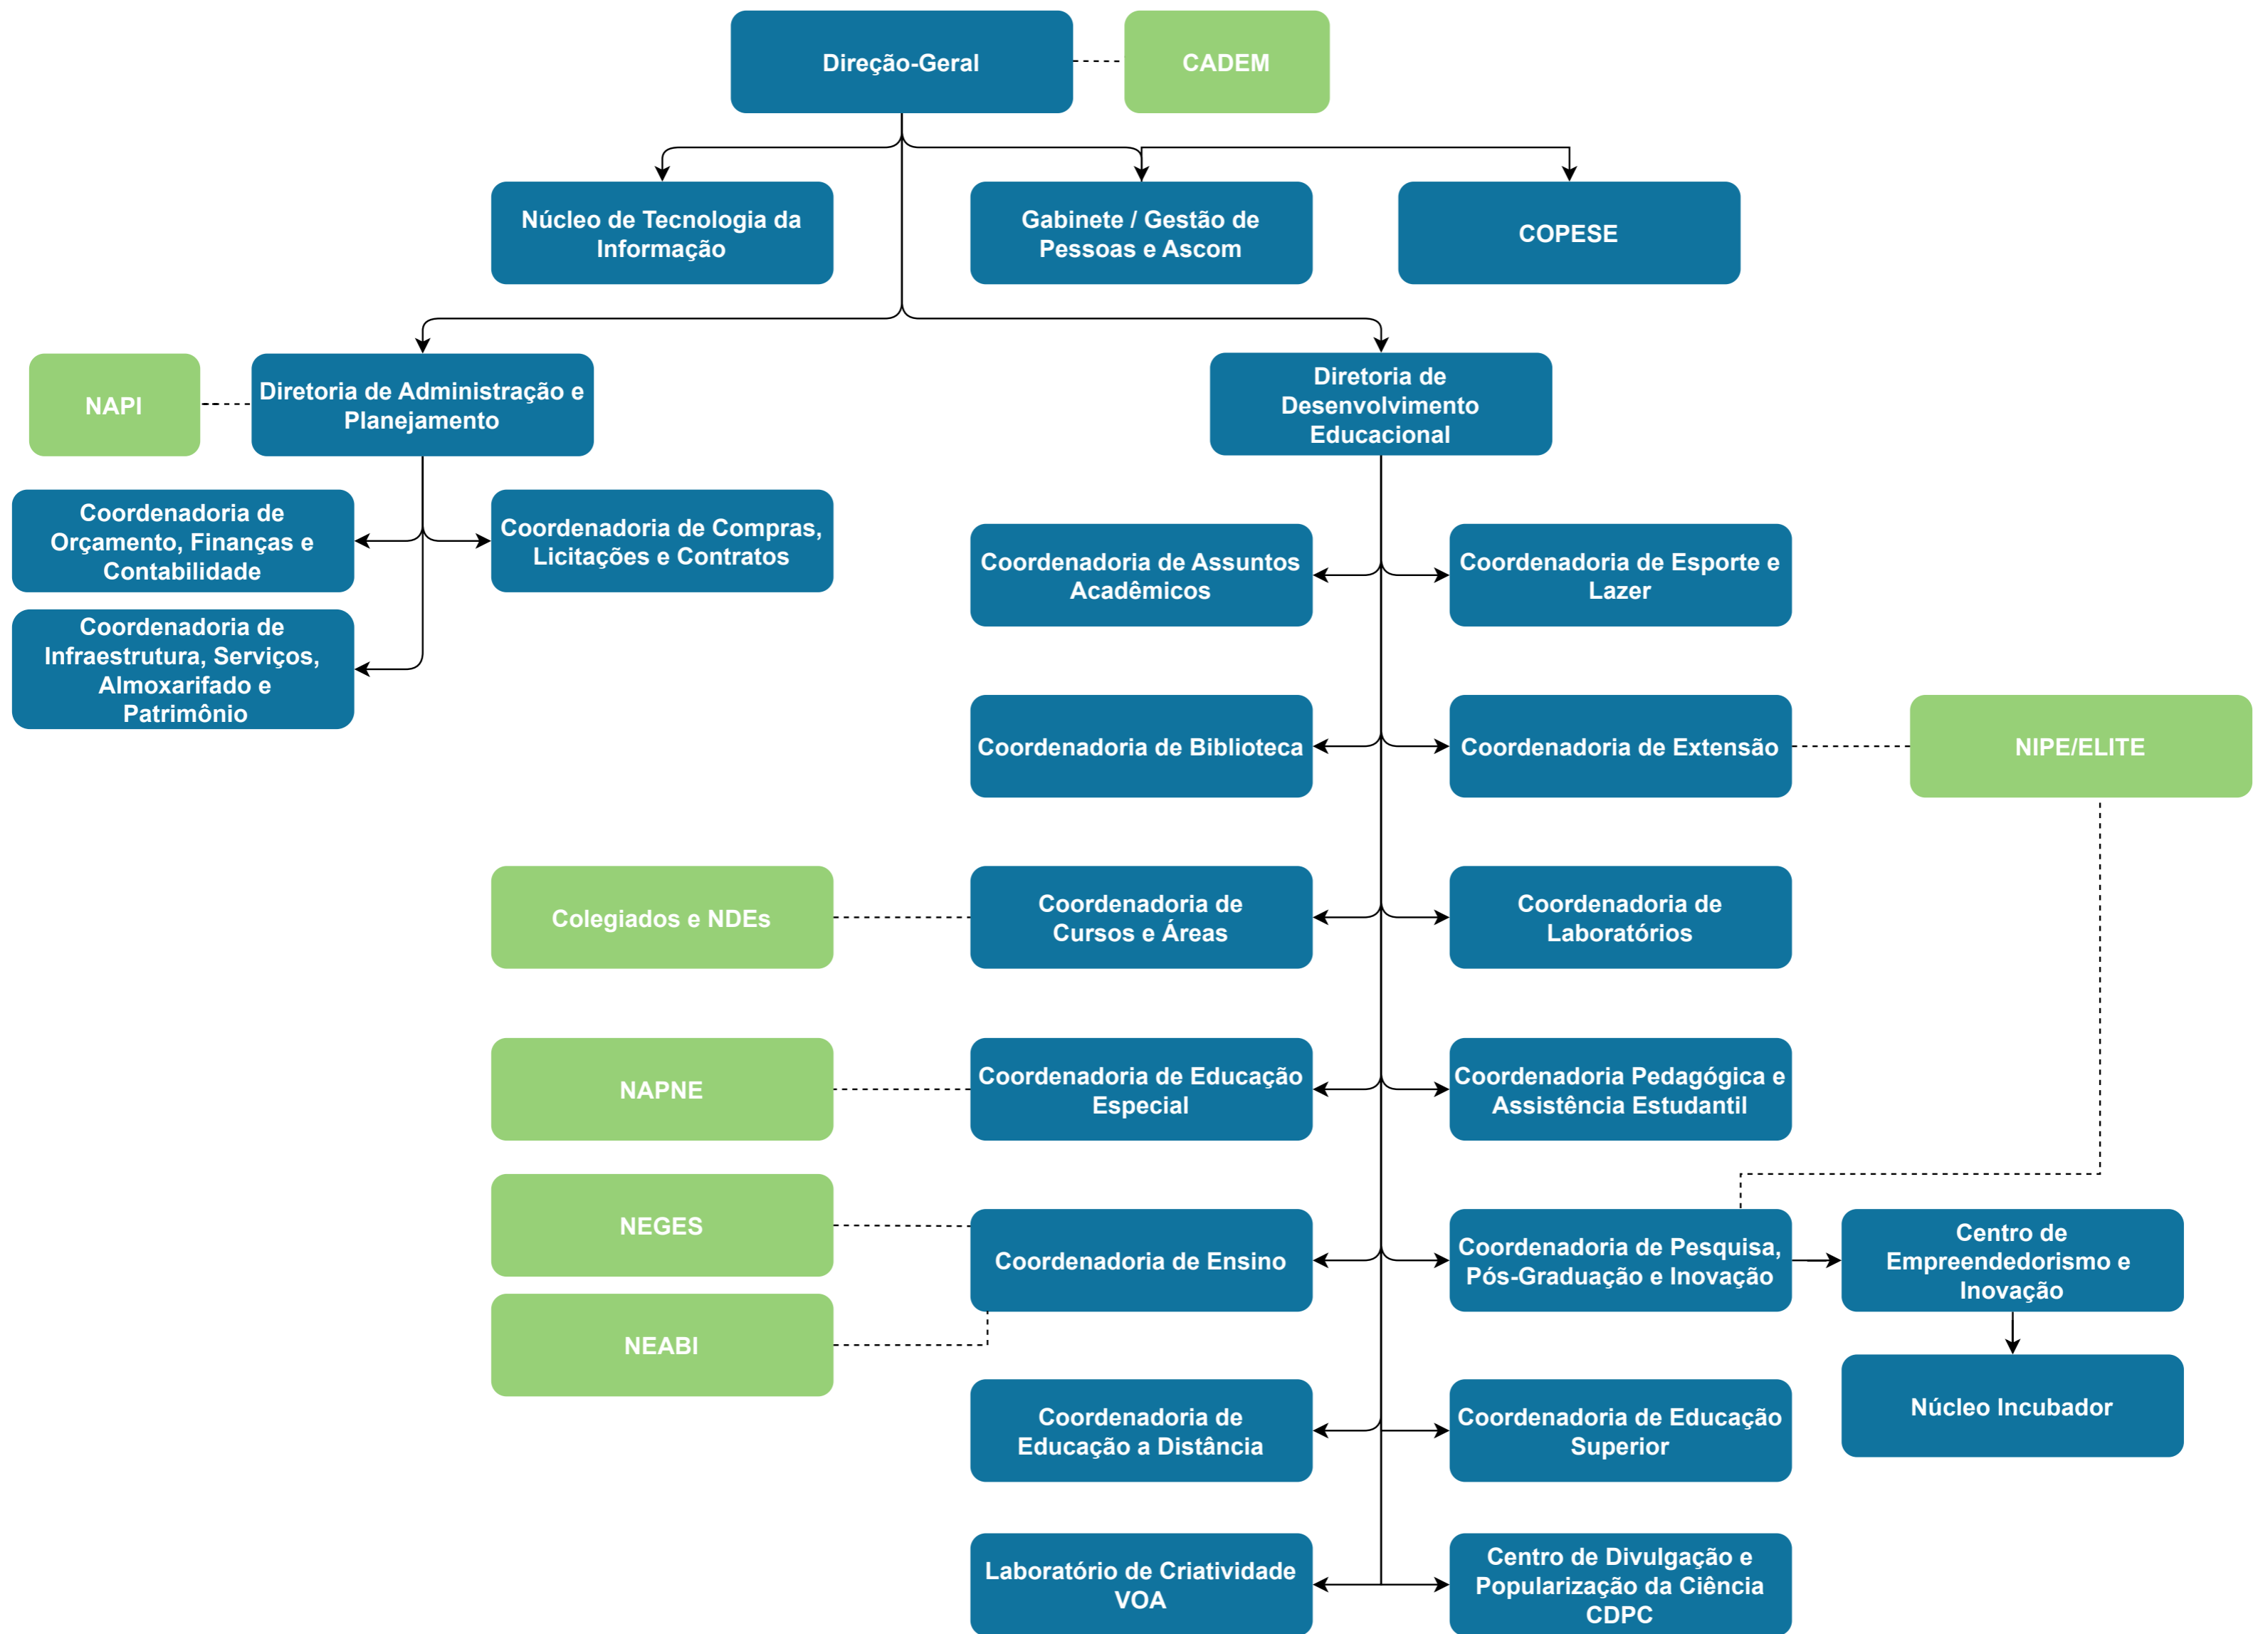 Direção-Geral
CADEM
Núcleo de Tecnologia da
Informação
Gabinete / Gestão de
Pessoas e Ascom
COPESE
NAPI
Diretoria de Administração e
Planejamento
Diretoria de
Desenvolvimento
Educacional
Coordenadoria de
Orçamento, Finanças e
Contabilidade
Coordenadoria de Compras,
Licitações e Contratos
Coordenadoria de Assuntos
Acadêmicos
Coordenadoria de Esporte e
Lazer
Coordenadoria de
Infraestrutura, Serviços,
Almoxarifado e
Patrimônio
Coordenadoria de Biblioteca
Coordenadoria de Extensão
NIPE/ELITE
Colegiados e NDEs
Coordenadoria de
Cursos e Áreas
Coordenadoria de
Laboratórios
NAPNE
Coordenadoria de Educação
Especial
Coordenadoria Pedagógica e
Assistência Estudantil
NEGES
Coordenadoria de Ensino
Coordenadoria de Pesquisa,
Pós-Graduação e Inovação
Centro de
Empreendedorismo e
Inovação
NEABI
Núcleo Incubador
Coordenadoria de
Educação a Distância
Coordenadoria de Educação
Superior
Laboratório de Criatividade
VOA
Centro de Divulgação e
Popularização da Ciência
CDPC